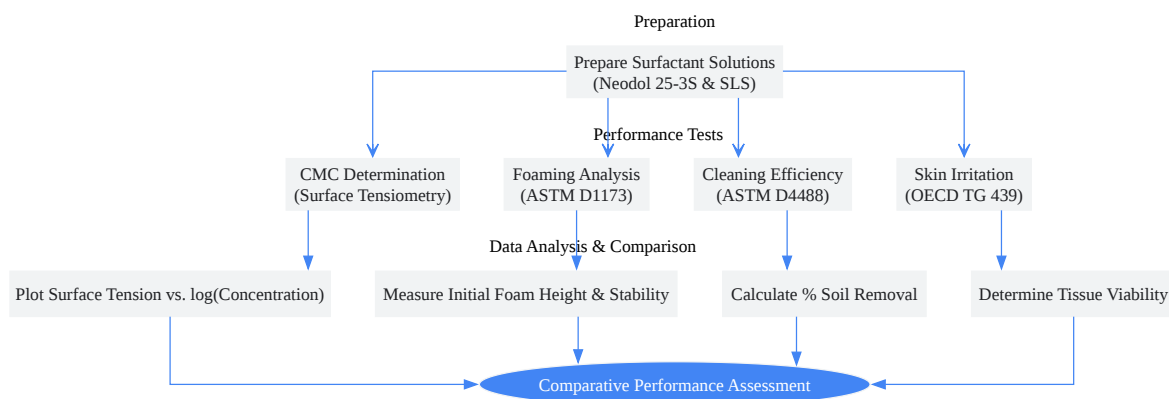 Preparation
Prepare Surfactant Solutions
(Neodol 25-3S & SLS)
Performance Tests
CMC Determination
(Surface Tensiometry)
Foaming Analysis
(ASTM D1173)
Cleaning Efficiency
(ASTM D4488)
Skin Irritation
(OECD TG 439)
Data Analysis & Comparison
Plot Surface Tension vs. log(Concentration)
Measure Initial Foam Height & Stability
Calculate % Soil Removal
Determine Tissue Viability
Comparative Performance Assessment